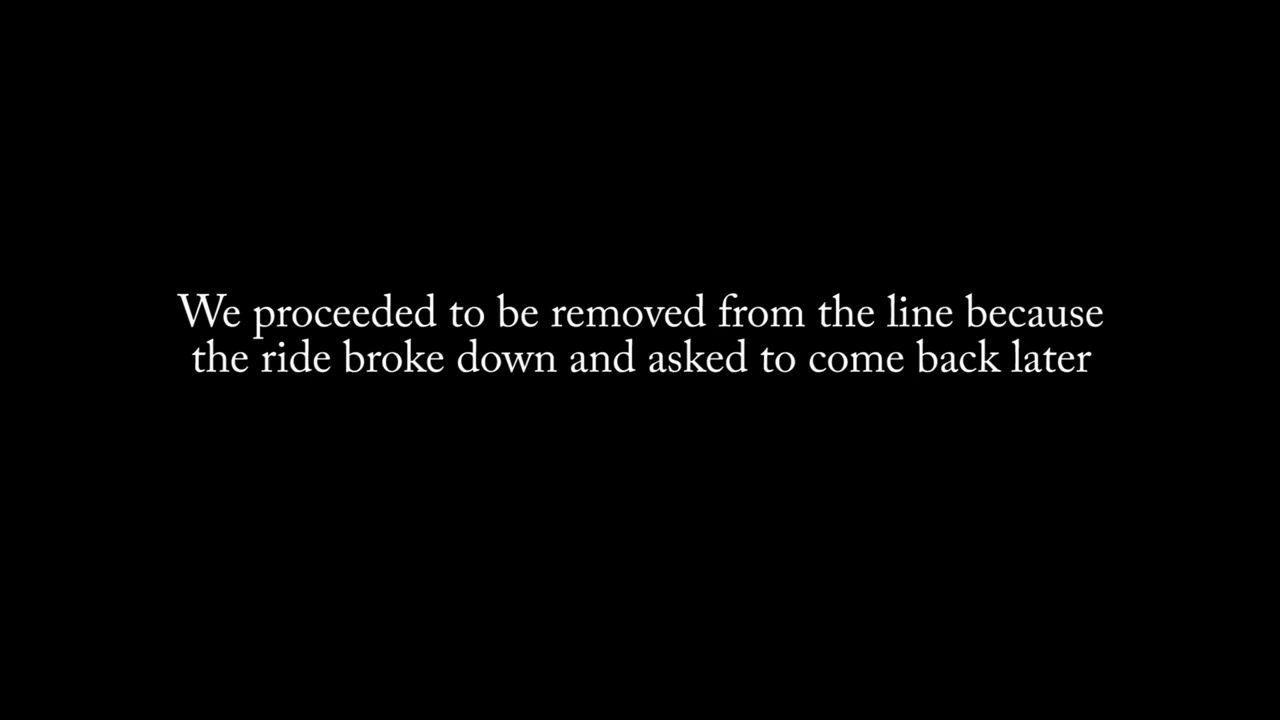 We proceeded to be removed from the line because
the ride broke down and asked to come back later